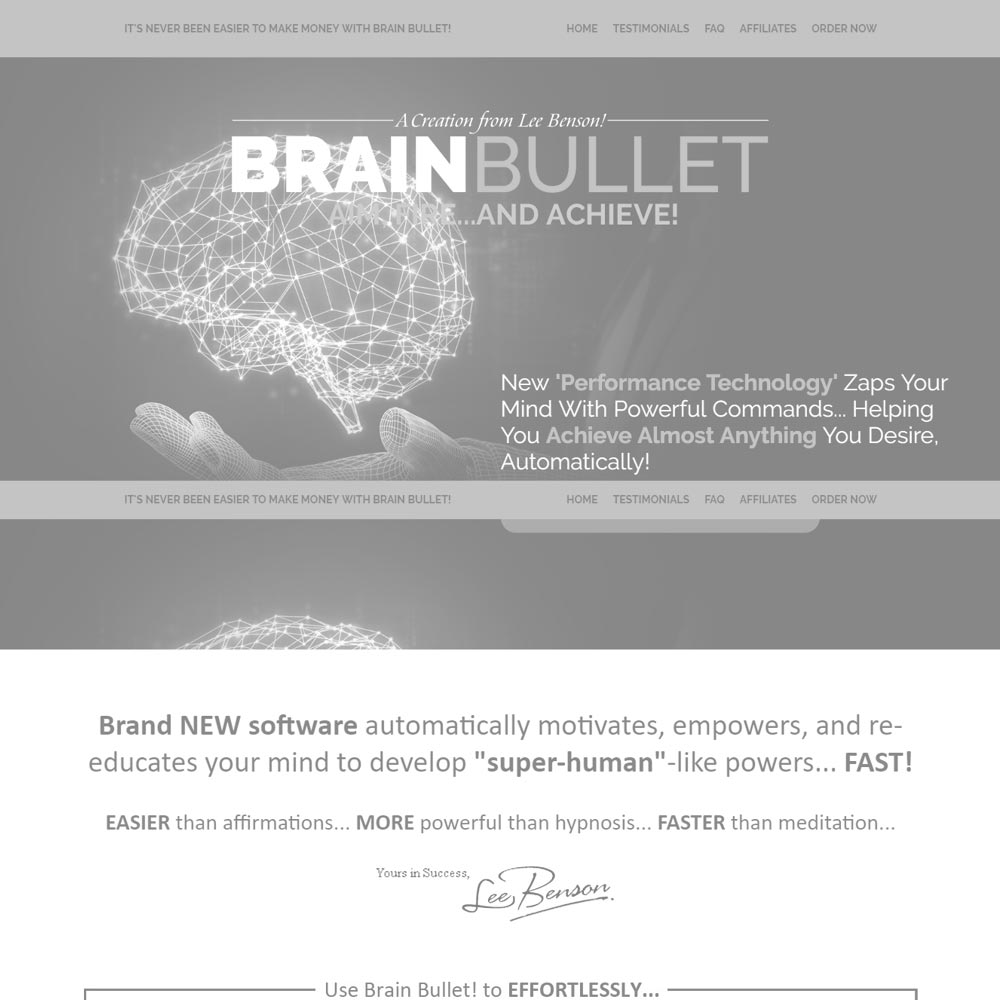 IT'S NEVER BEEN EASIER TO MAKE MONEY WITH BRAIN BULLET! HOME TESTIMONIALS FAQ AFFILIATES ORDER NOW
A Creation from Lee Benson!
BRAINBULLET
AIM, FIRE...AND ACHIEVE!
New 'Performance Technology' Zaps Your
Mind With Powerful Commands... Helping
You Achieve Almost Anything You Desire,
Automatically!
IT'S NEVER BEEN EASIER TO MAKE MONEY WITH BRAIN BULLET! HOME TESTIMONIALS FAQ AFFILIATES ORDER NOW
Brand NEW software automatically motivates, empowers, and re-
educates your mind to develop "super-human"-like powers... FAST!
EASIER than affirmations... MORE powerful than hypnosis... FASTER than meditation...
Yours in Success,
Lee Benson.
Use Brain Bullet! to EFFORTLESSLY...